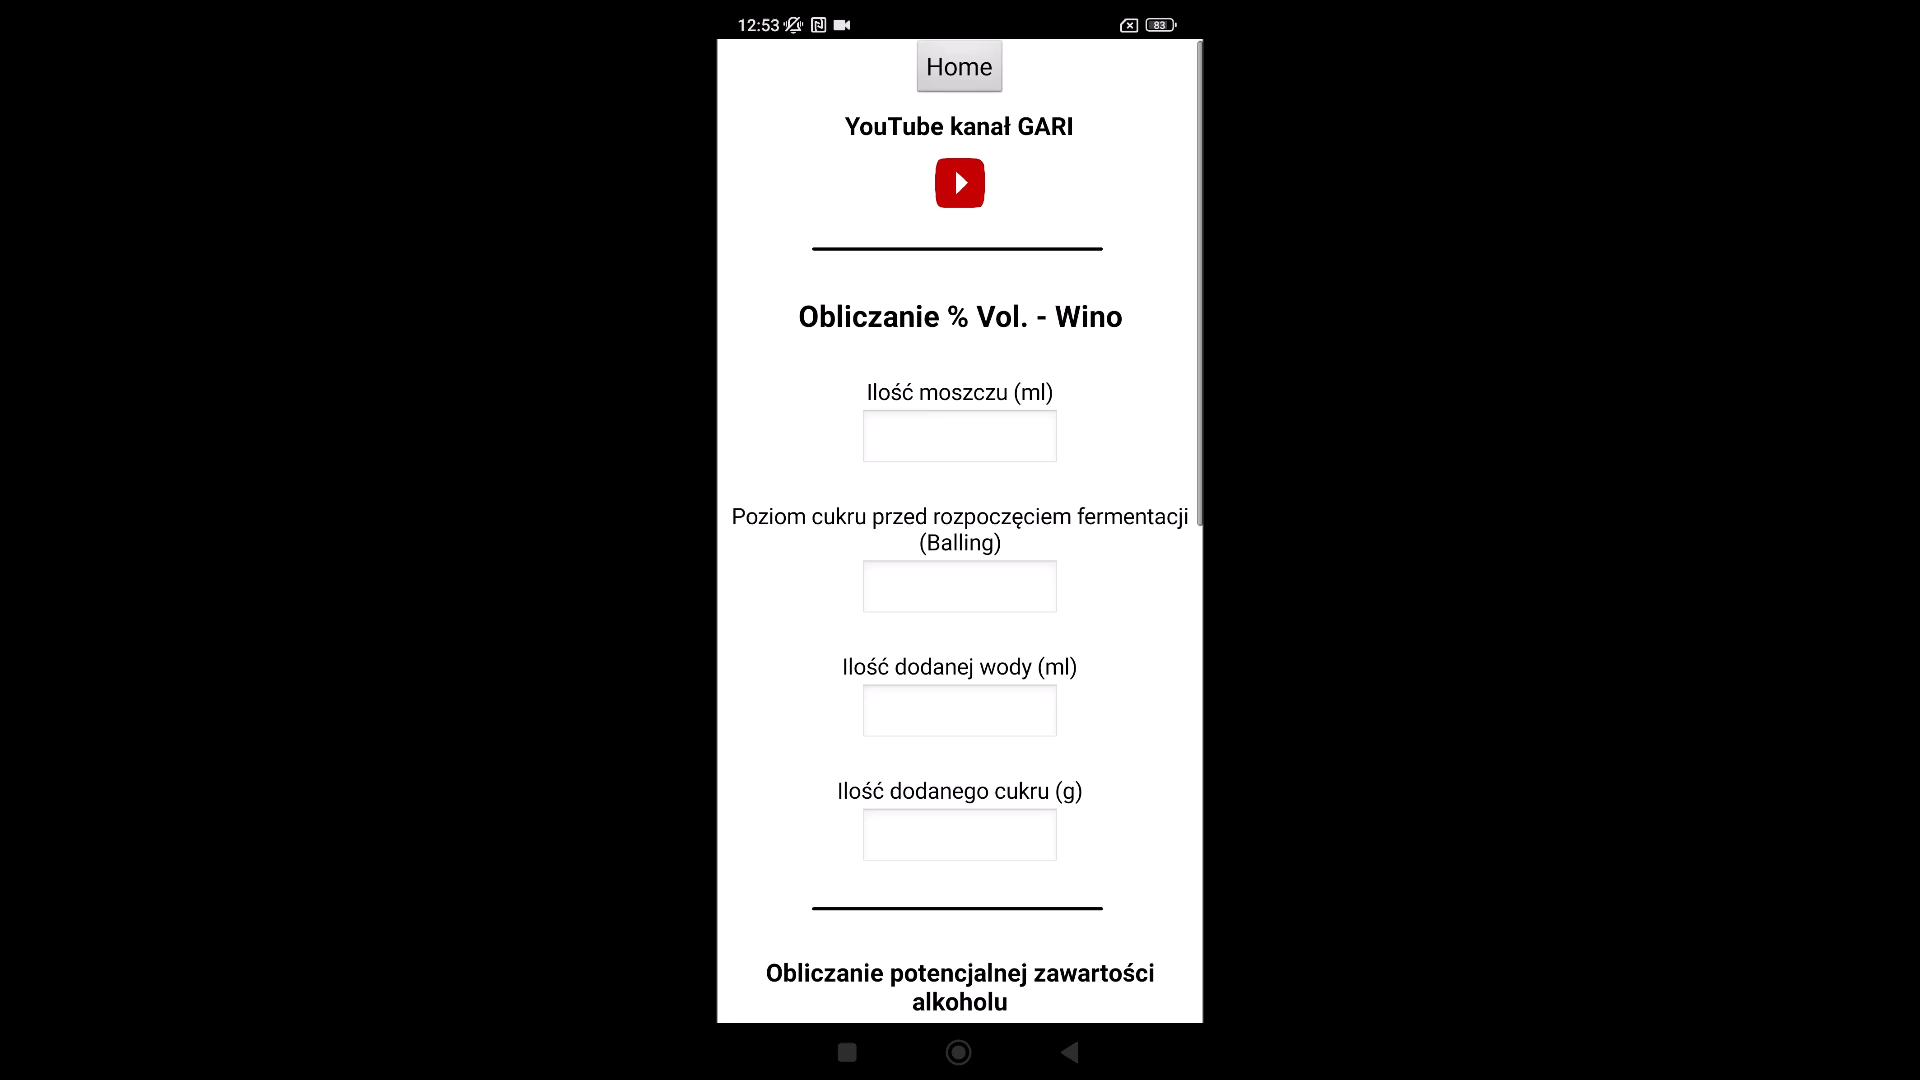 12:53
83
Home
YouTube kanał GARI
Obliczanie % Vol. - Wino
Ilość moszczu (ml)
Poziom cukru przed rozpoczęciem fermentacji
(Balling)
Ilość dodanej wody (ml)
Ilość dodanego cukru (g)
Obliczanie potencjalnej zawartości
alkoholu